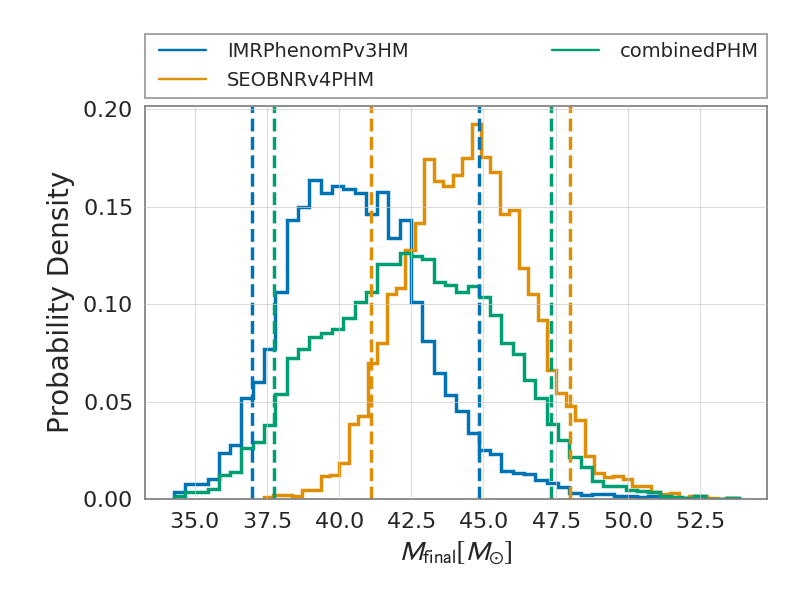 IMRPhenomPv3HM
combinedPHM
SEOBNRv4PHM
0.20
0.15
0.10
0.05
0.00
Probability Density
35.0 37.5 40.0 42.5 45.0 47.5 50.0 52.5
M_final[M_⊙]